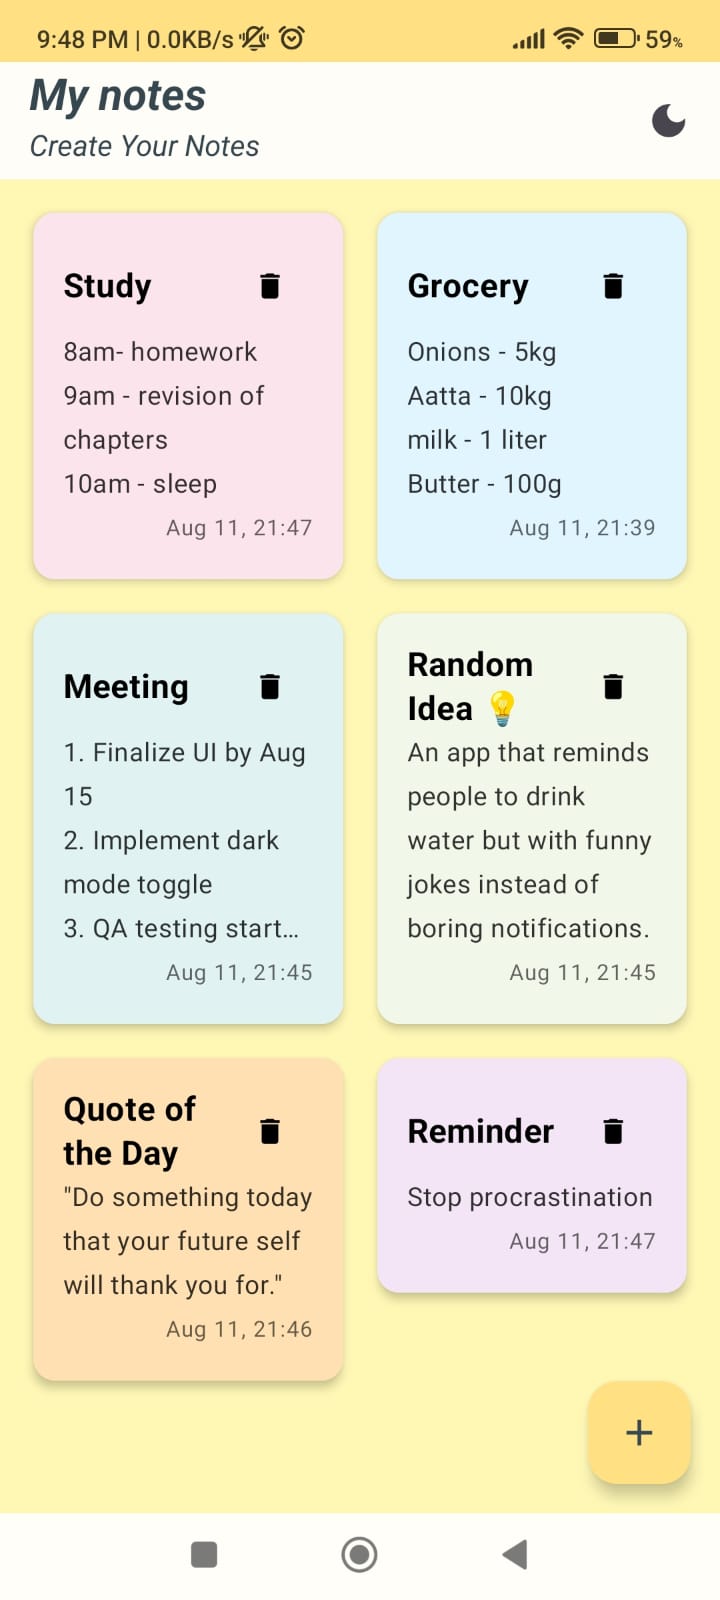 9:48 PM | 0.0KB/s
59%
My notes
Create Your Notes
Study
8am- homework
9am - revision of
chapters
10am - sleep
Aug 11, 21:47
Grocery
Onions - 5kg
Aatta - 10kg
milk - 1 liter
Butter - 100g
Aug 11, 21:39
Meeting
1. Finalize UI by Aug
15
2. Implement dark
mode toggle
3. QA testing start...
Aug 11, 21:45
Random
Idea 💡
An app that reminds
people to drink
water but with funny
jokes instead of
boring notifications.
Aug 11, 21:45
Quote of
the Day
"Do something today
that your future self
will thank you for."
Aug 11, 21:46
Reminder
Stop procrastination
Aug 11, 21:47
+